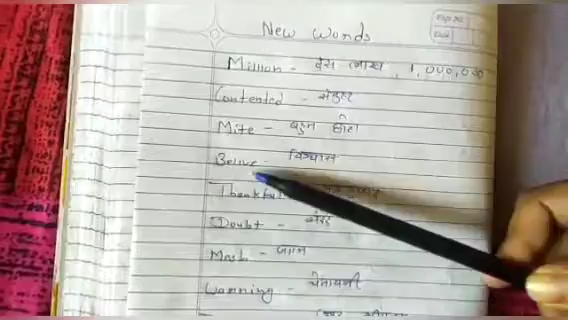 New words
Million - दस लाख, 1,000,000
Contented - संतुष्ट
Mite - बहुत छोटा
Belive - विश्वास
Thankful
Doubt - संदेह
Mask -
Warning - चेतावनी